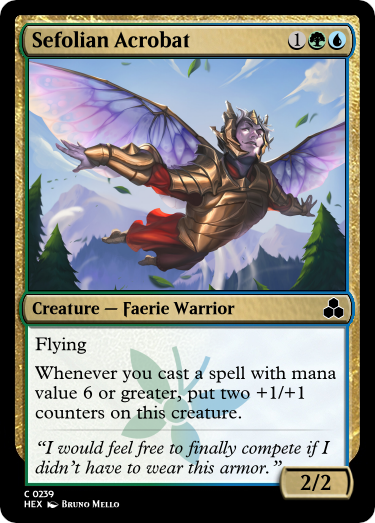 Sefolian Acrobat 1
Creature — Faerie Warrior
Flying
Whenever you cast a spell with mana
value 6 or greater, put two +1/+1
counters on this creature.
“I would feel free to finally compete if I
didn’t have to wear this armor.”
2/2
C 0239
HEX Bruno Mello